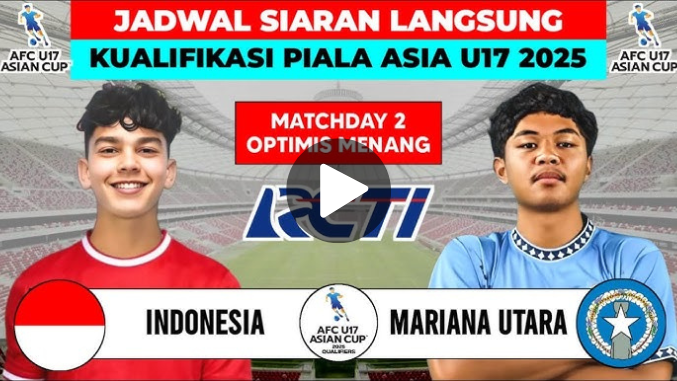 JADWAL SIARAN LANGSUNG
AFC U17
ASIAN CUP
KUALIFIKASI PIALA ASIA U17 2025
AFC U17
ASIAN CUP
MATCHDAY 2
OPTIMIS MENANG
RCTI
INDONESIA
AFC U17
ASIAN CUP
2025
QUALIFIERS
MARIANA UTARA